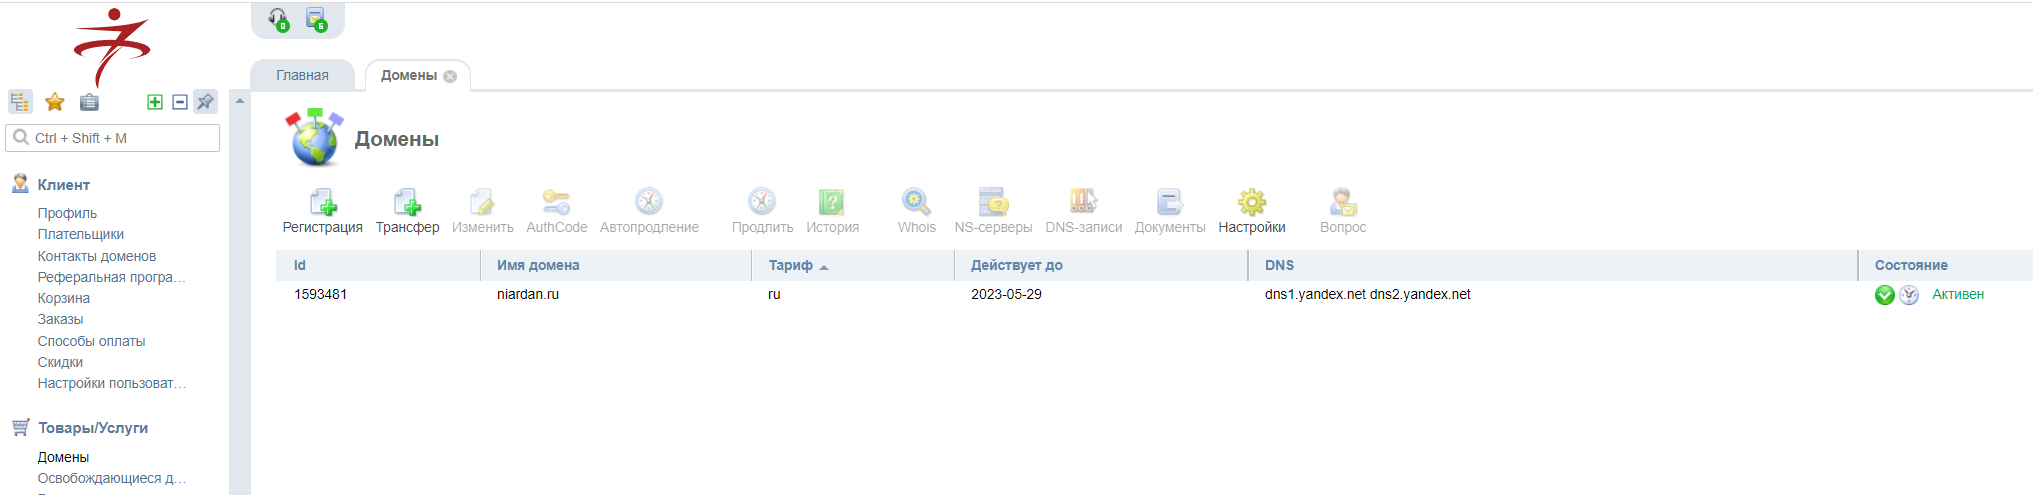 0 6
Главная Домены
Ctrl + Shift + M
Домены
Клиент
Профиль
Плательщики
Контакты доменов
Реферальная програ…
Корзина
Заказы
Способы оплаты
Скидки
Настройки пользоват…
Товары/Услуги
Домены
Освобождающиеся д…
Регистрация Трансфер Изменить AuthCode Автопродление Продлить История Whois NS-серверы DNS-записи Документы Настройки Вопрос
Id Имя домена Тариф Действует до DNS Состояние
1593481 niardan.ru ru 2023-05-29 dns1.yandex.net dns2.yandex.net Активен